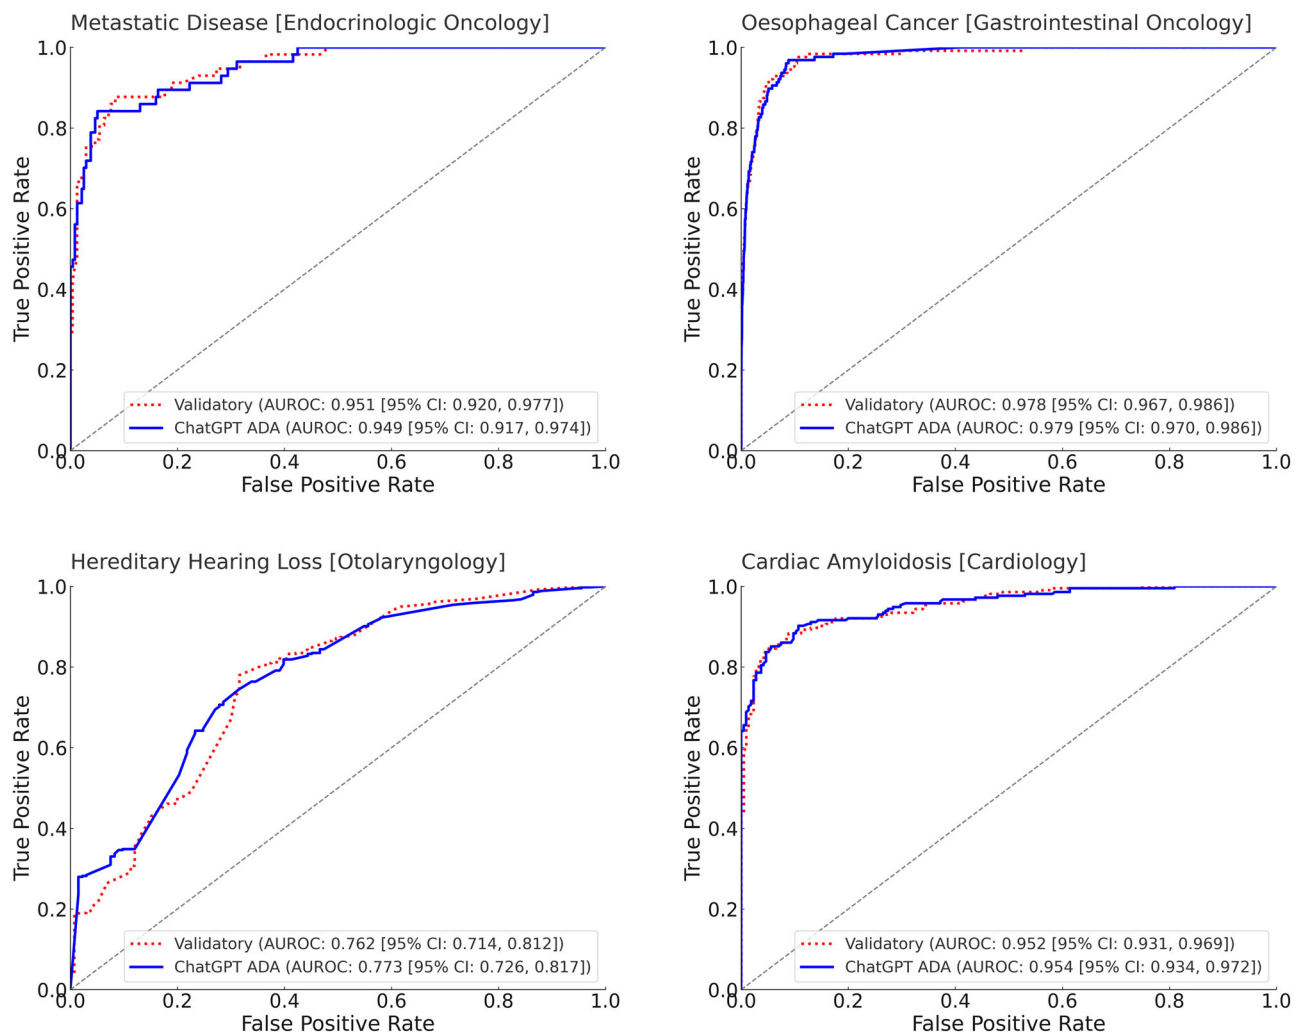 Metastatic Disease [Endocrinologic Oncology]
1.0
0.8
0.6
0.4
0.2
0.0
True Positive Rate
Validatory (AUROC: 0.951 [95% CI: 0.920, 0.977])
ChatGPT ADA (AUROC: 0.949 [95% CI: 0.917, 0.974])
0.0 0.2 0.4 0.6 0.8 1.0
False Positive Rate
Oesophageal Cancer [Gastrointestinal Oncology]
1.0
0.8
0.6
0.4
0.2
0.0
True Positive Rate
Validatory (AUROC: 0.978 [95% CI: 0.967, 0.986])
ChatGPT ADA (AUROC: 0.979 [95% CI: 0.970, 0.986])
0.0 0.2 0.4 0.6 0.8 1.0
False Positive Rate
Hereditary Hearing Loss [Otolaryngology]
1.0
0.8
0.6
0.4
0.2
0.0
True Positive Rate
Validatory (AUROC: 0.762 [95% CI: 0.714, 0.812])
ChatGPT ADA (AUROC: 0.773 [95% CI: 0.726, 0.817])
0.0 0.2 0.4 0.6 0.8 1.0
False Positive Rate
Cardiac Amyloidosis [Cardiology]
1.0
0.8
0.6
0.4
0.2
0.0
True Positive Rate
Validatory (AUROC: 0.952 [95% CI: 0.931, 0.969])
ChatGPT ADA (AUROC: 0.954 [95% CI: 0.934, 0.972])
0.0 0.2 0.4 0.6 0.8 1.0
False Positive Rate